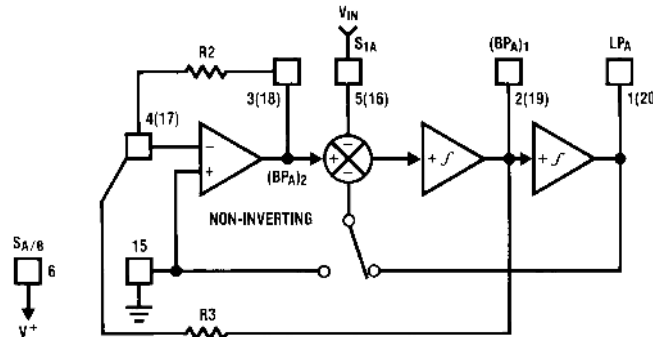 VIN
S1A
(BPA)1
LPA
R2
3(18)
5(16)
2(19)
1(20
4(17)
−
+
(BPA)2
+
−
−
+ ∫
+ ∫
NON-INVERTING
SA/B
6
V+
15
R3